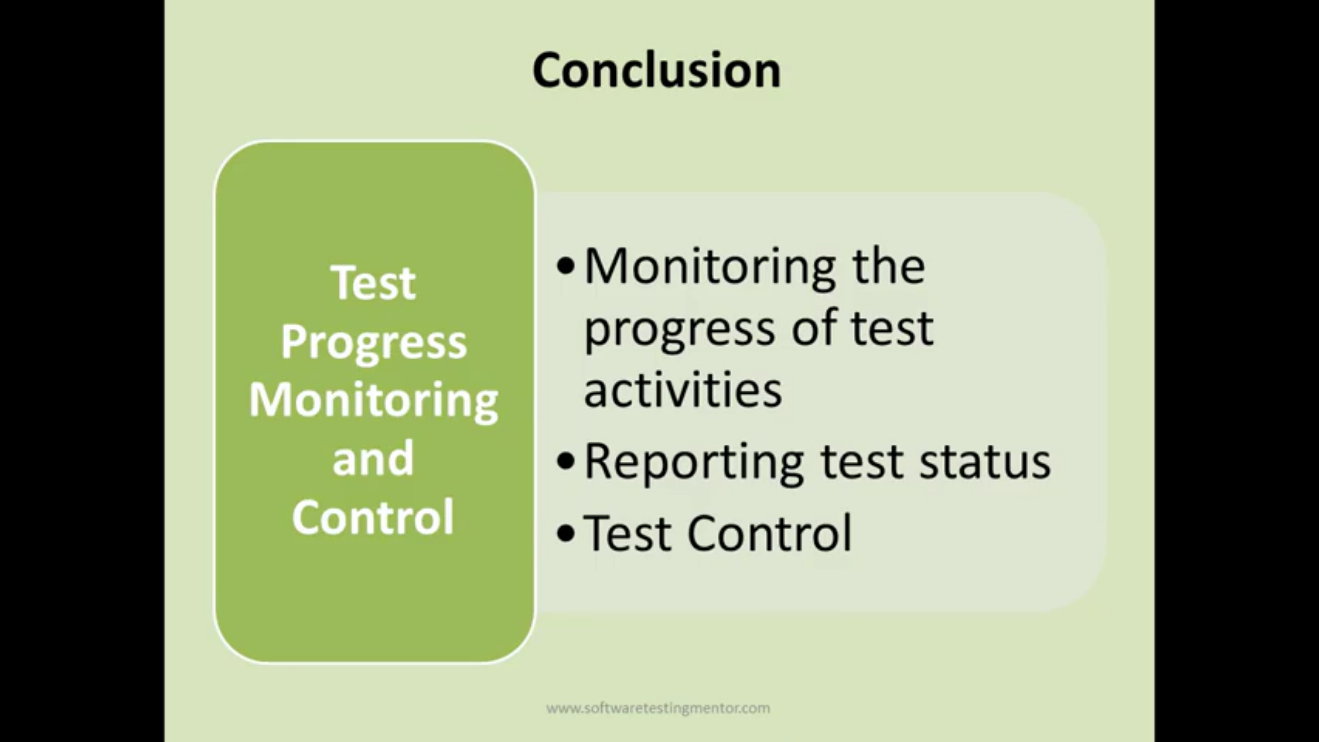 Conclusion
Test
Progress
Monitoring
and
Control
•Monitoring the
progress of test
activities
•Reporting test status
•Test Control
www.softwaretestingmentor.com